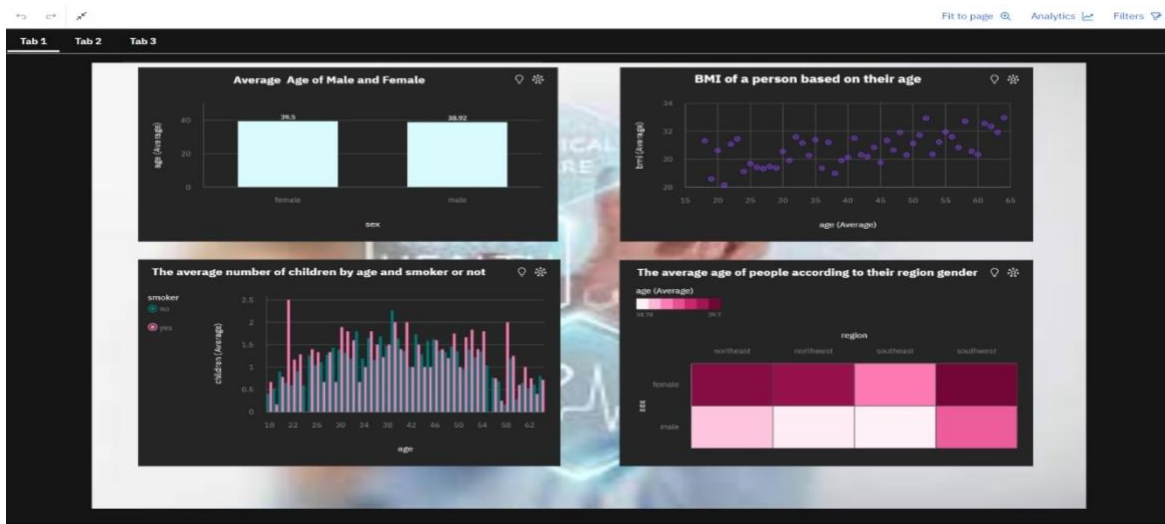 Fit to page Analytics Filters
Tab 1 Tab 2 Tab 3
Average Age of Male and Female
age (Average)
40
20
0
39.5
38.92
female male
sex
BMI of a person based on their age
bmi (Average)
34
32
30
28
15 20 25 30 35 40 45 50 55 60 65
age (Average)
The average number of children by age and smoker or not
smoker
no
yes
children (Average)
2.5
2
1.5
1
0.5
0
18 22 26 30 34 38 42 46 50 54 58 62
age
The average age of people according to their region gender
age (Average)
39.7
region
northeast northwest southeast southwest
sex
female
male